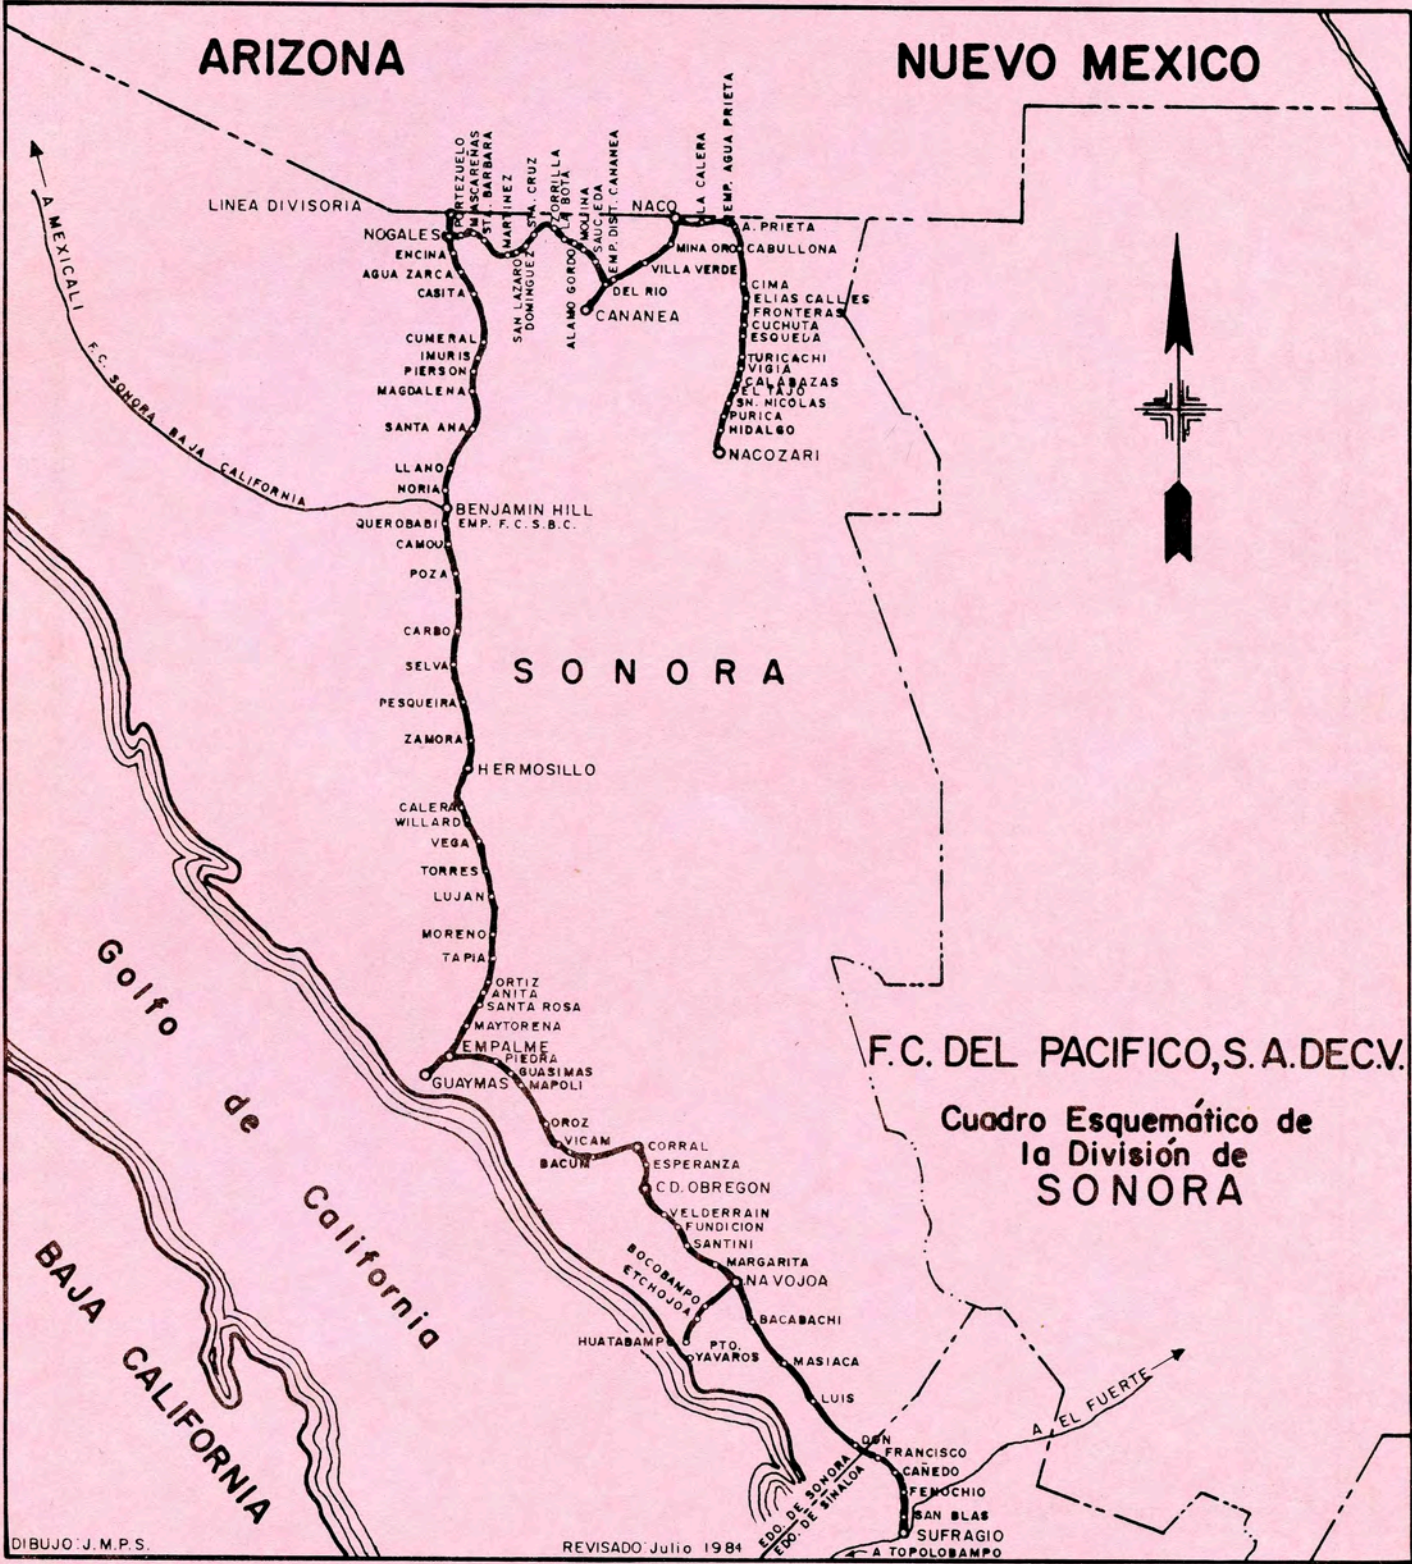 ARIZONA
NUEVO MEXICO
A MEXICALI
F.C. SONORA BAJA CALIFORNIA
LINEA DIVISORIA
NOGALES
PORTEZUELO
MASCAREÑAS
STA. BARBARA
MARTINEZ
SAN LAZARO
DOMINGUEZ
STA. CRUZ
ZORRILLA
LA BOTA
ALAMO GORDO
MOLINA
SAUCEDA
EMP. DIST. CANANEA
DEL RIO
CANANEA
VILLA VERDE
MINA ORO
NACO
LA CALERA
EMP. AGUA PRIETA
A. PRIETA
CABULLONA
CIMA
ELIAS CALLES
FRONTERAS
CUCHUTA
ESQUEDA
TURICACHI
VIGIA
CALABAZAS
EL TAJO
SN. NICOLAS
PURICA
HIDALGO
NACOZARI
ENCINA
AGUA ZARCA
CASITA
CUMERAL
IMURIS
PIERSON
MAGDALENA
SANTA ANA
LLANO
NORIA
BENJAMIN HILL
EMP. F.C.S.B.C.
QUEROBABI
CAMOU
POZA
CARBO
SELVA
SONORA
PESQUEIRA
ZAMORA
HERMOSILLO
CALERA
WILLARD
VEGA
TORRES
LUJAN
MORENO
TAPIA
ORTIZ
ANITA
SANTA ROSA
MAYTORENA
EMPALME
GUAYMAS
PIEDRA
GUASIMAS
MAPOLI
OROZ
VICAM
BACUM
CORRAL
ESPERANZA
CD. OBREGON
VELDERRAIN
FUNDICION
SANTINI
MARGARITA
NAVOJOA
BOCOBAMPO
ETCHOJOA
HUATABAMPO
PTO.
YAVAROS
BACABACHI
MASIACA
LUIS
DON
FRANCISCO
CAÑEDO
FENOCHIO
SAN BLAS
SUFRAGIO
A TOPOLOBAMPO
A EL FUERTE
EDO. DE SONORA
EDO. DE SINALOA
Golfo de California
BAJA CALIFORNIA
F.C. DEL PACIFICO, S.A. DE C.V.
Cuadro Esquemático de
la División de
SONORA
DIBUJO: J.M.P.S.
REVISADO: Julio 1984